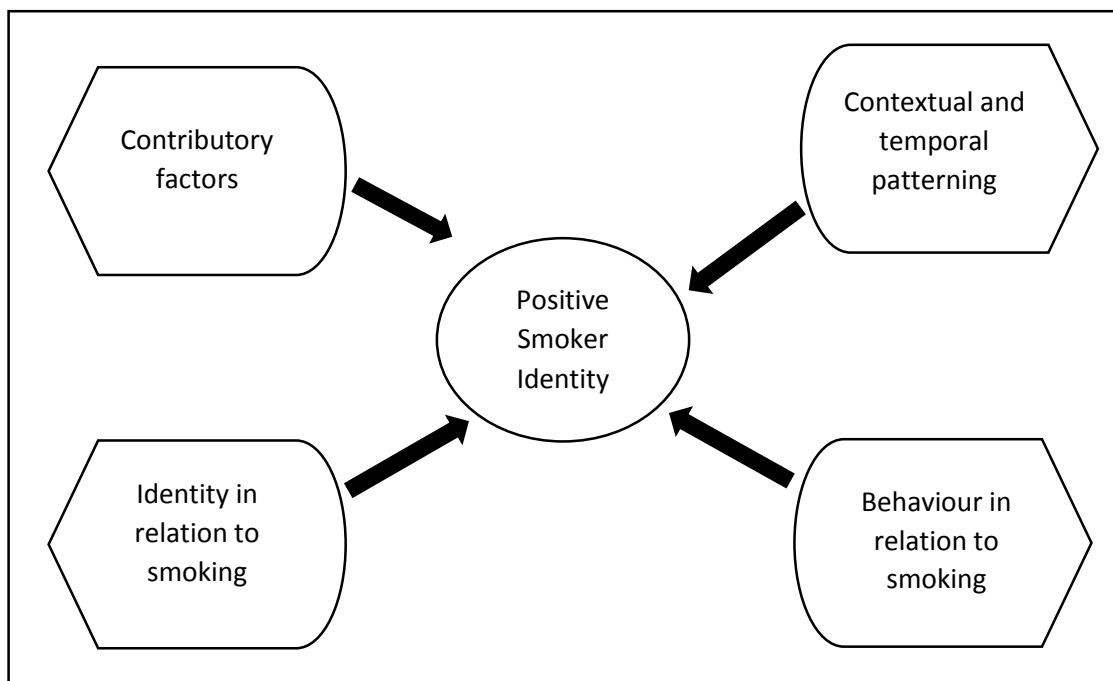 Contributory
factors
Contextual and
temporal
patterning
Positive
Smoker
Identity
Identity in
relation to
smoking
Behaviour in
relation to
smoking